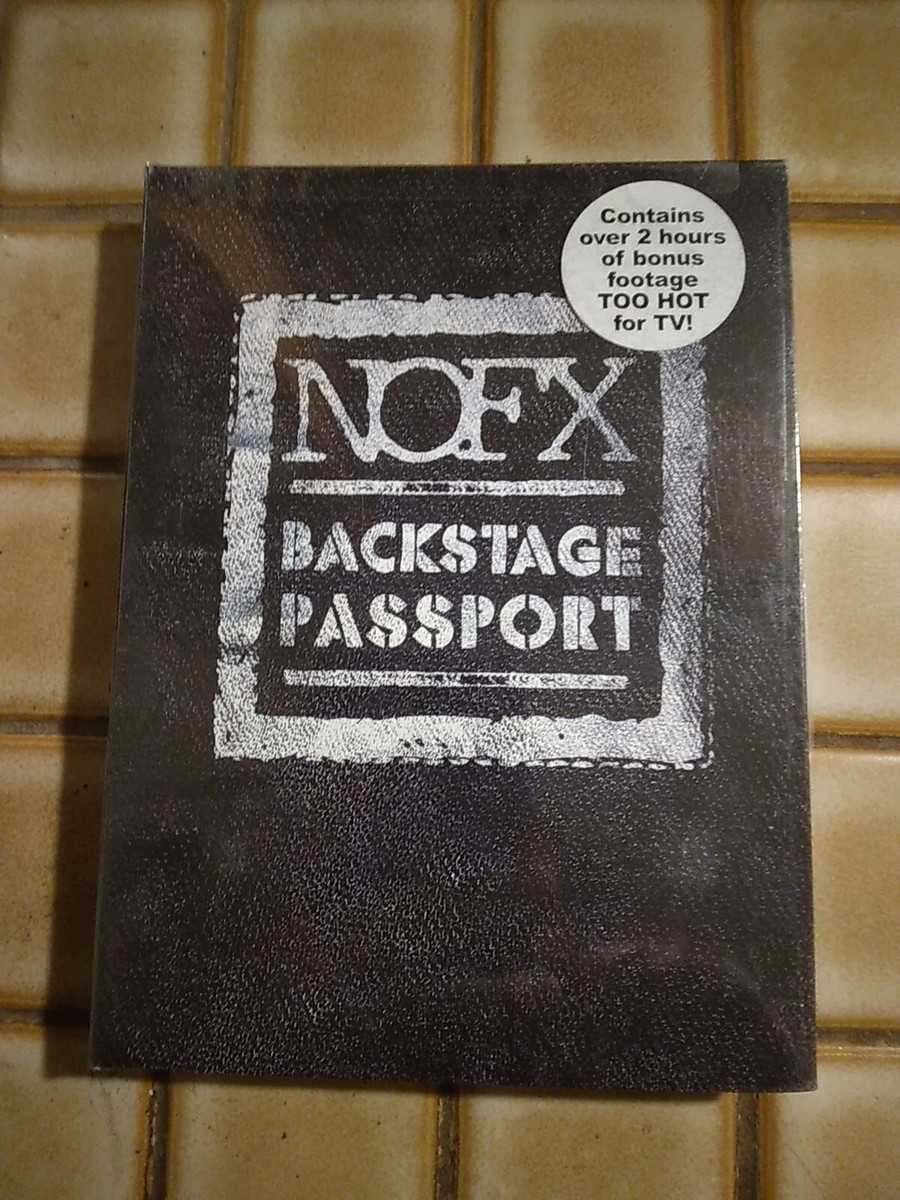 Contains
over 2 hours
of bonus
footage
TOO HOT
for TV!
NOFX
BACKSTAGE
PASSPORT